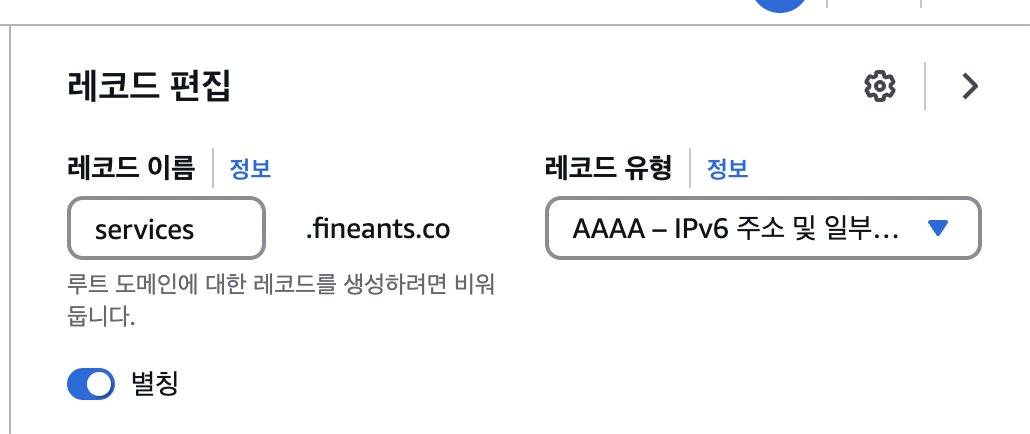 레코드 편집
레코드 이름 정보
services .fineants.co
루트 도메인에 대한 레코드를 생성하려면 비워
둡니다.
레코드 유형 정보
AAAA – IPv6 주소 및 일부…
별칭